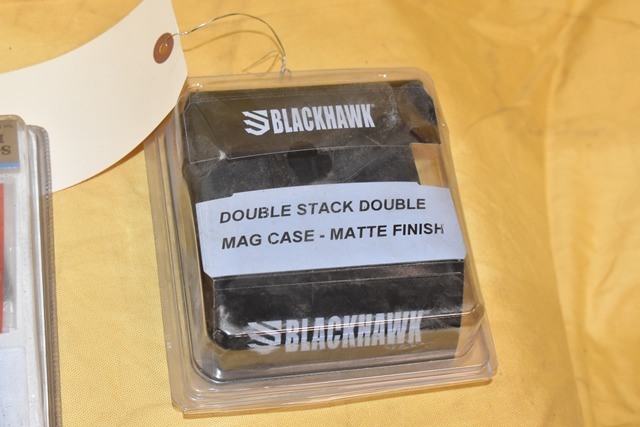 BLACKHAWK
DOUBLE STACK DOUBLE
MAG CASE - MATTE FINISH
BLACKHAWK